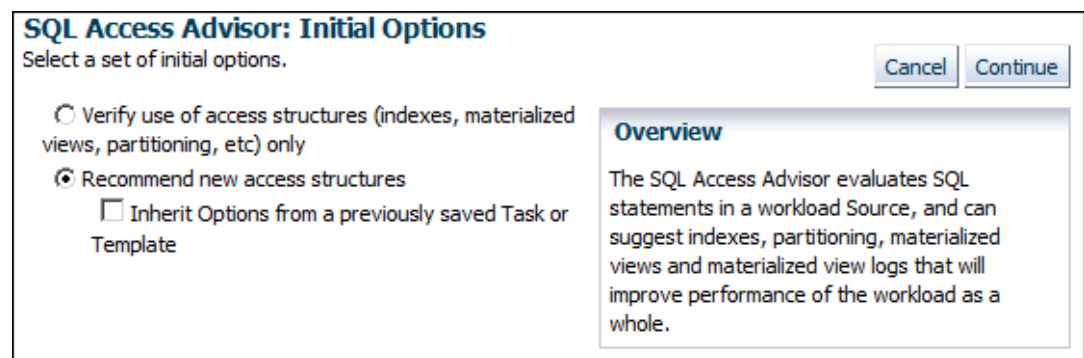 SQL Access Advisor: Initial Options
Select a set of initial options.
Cancel Continue
Verify use of access structures (indexes, materialized
views, partitioning, etc) only
Recommend new access structures
Inherit Options from a previously saved Task or
Template
Overview
The SQL Access Advisor evaluates SQL
statements in a workload Source, and can
suggest indexes, partitioning, materialized
views and materialized view logs that will
improve performance of the workload as a
whole.